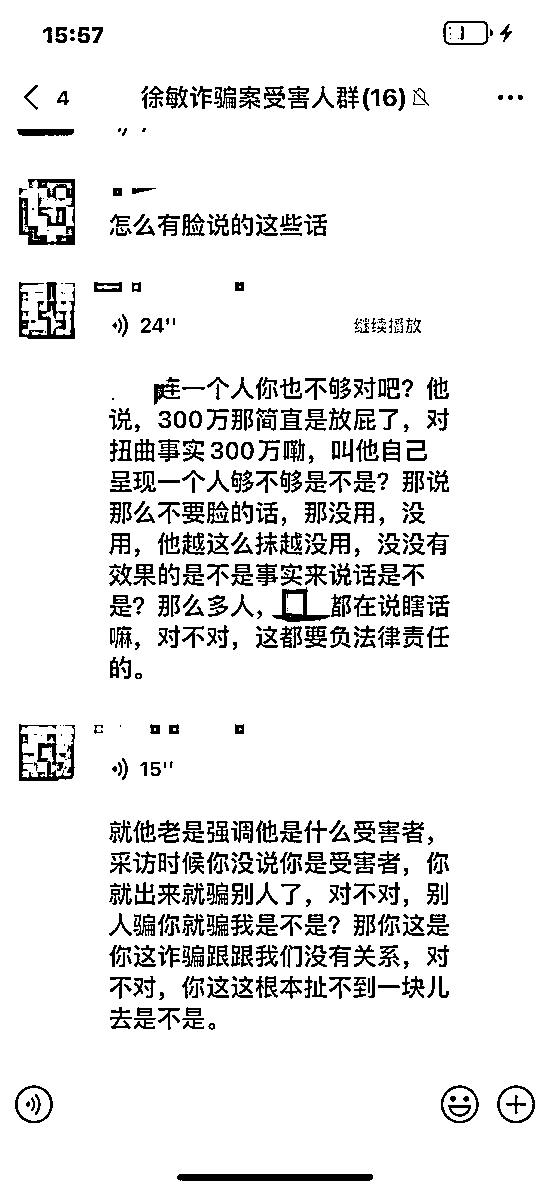 15:57
4
徐敏诈骗案受害人群(16)
怎么有脸说的这些话
24''
继续播放
一个人你也不够对吧？他
说，300万那简直是放屁了，对
扭曲事实300万嘞，叫他自己
呈现一个人够不够是不是？那说
那么不要脸的话，那没用，没
用，他越这么抹越没用，没没有
效果的是不是事实来说话是不
是？那么多人，
都在说瞎话
嘛，对不对，这都要负法律责任
的。
15''
就他老是强调他是什么受害者，
采访时候你没说你是受害者，你
就出来就骗别人了，对不对，别
人骗你就骗我是不是？那你这是
你这诈骗跟跟我们没有关系，对
不对，你这这根本扯不到一块儿
去是不是。